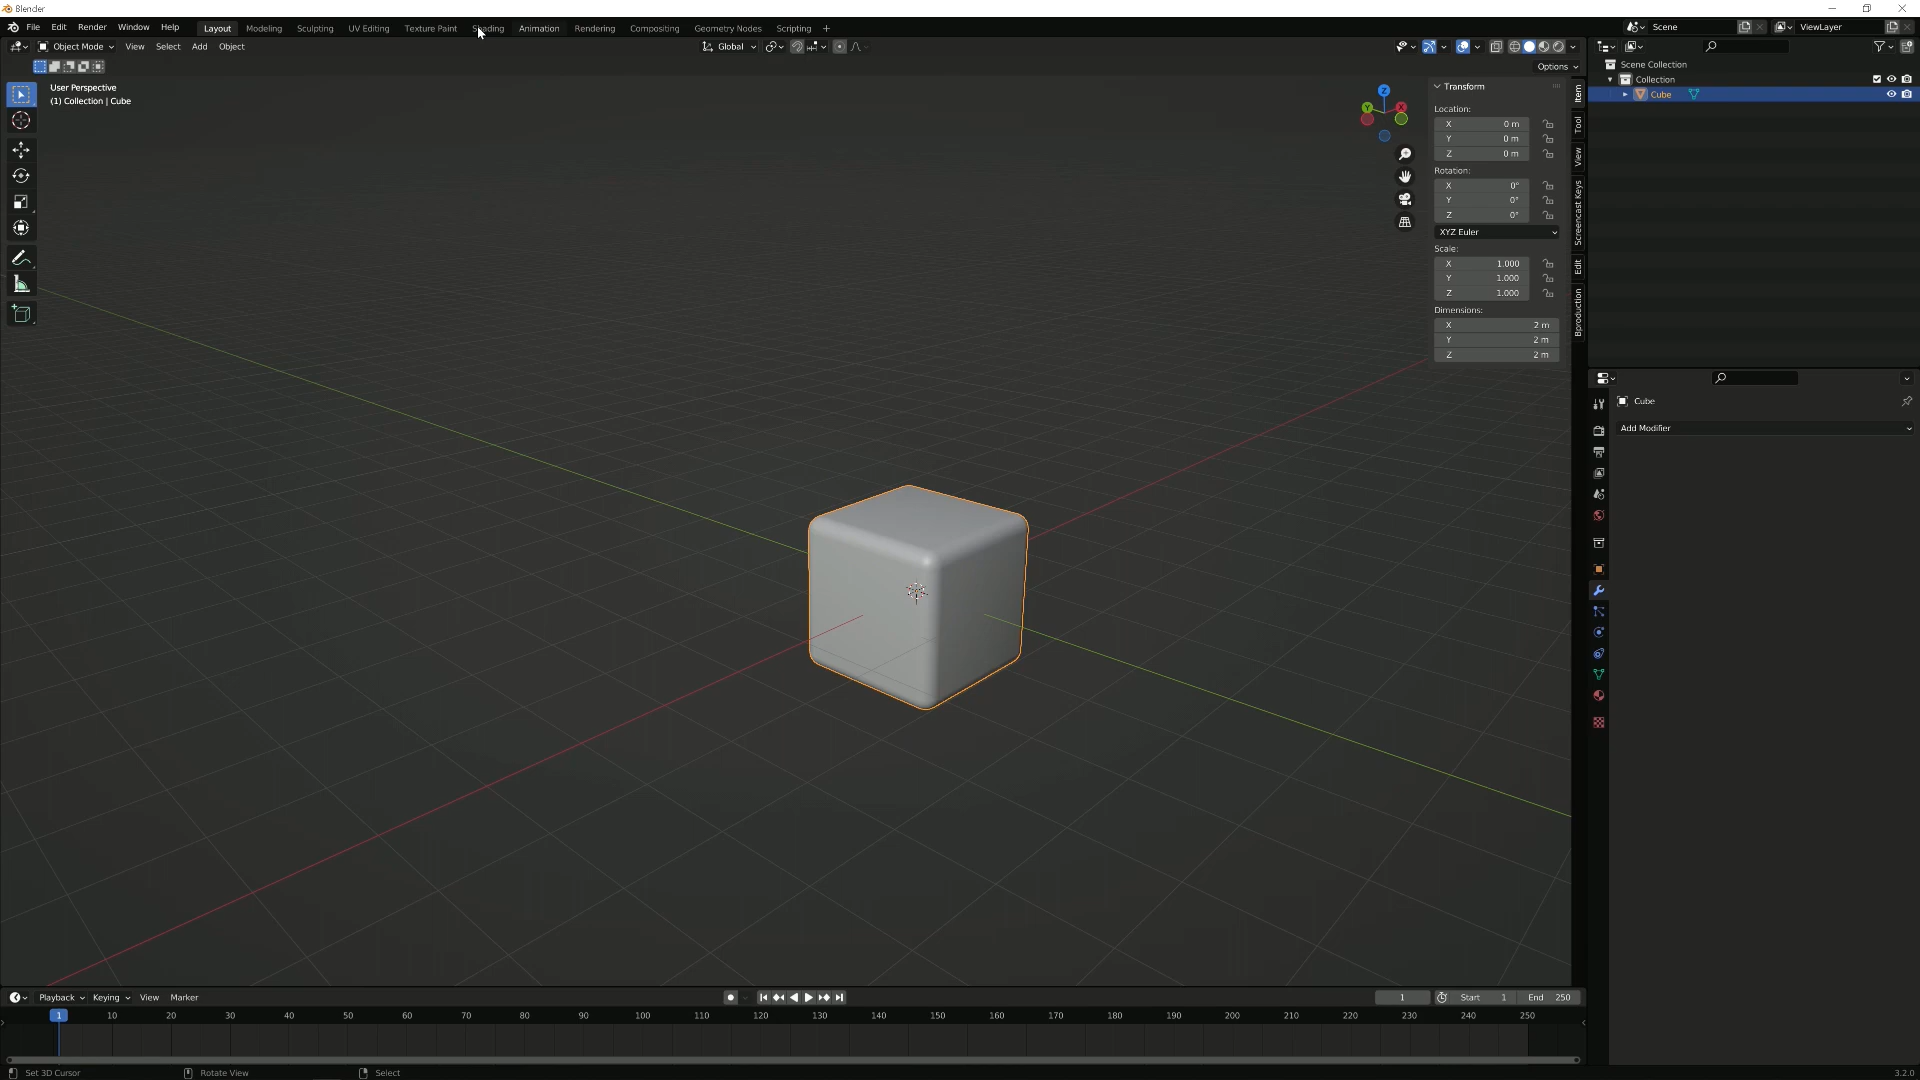 Blender
File Edit Render Window Help Layout Modeling Sculpting UV Editing Texture Paint Shading Animation Rendering Compositing Geometry Nodes Scripting +
Scene ViewLayer
Object Mode View Select Add Object
Global
Options
User Perspective
(1) Collection | Cube
Z
Y
X
Transform
Location:
X 0 m
Y 0 m
Z 0 m
Rotation:
X 0°
Y 0°
Z 0°
XYZ Euler
Scale:
X 1.000
Y 1.000
Z 1.000
Dimensions:
X 2 m
Y 2 m
Z 2 m
Item
Tool
View
Screencast Keys
Edit
Bproduction
Scene Collection
Collection
Cube
Cube
Add Modifier
Playback Keying View Marker
1 Start 1 End 250
1 10 20 30 40 50 60 70 80 90 100 110 120 130 140 150 160 170 180 190 200 210 220 230 240 250
Set 3D Cursor Rotate View Select
3.2.0